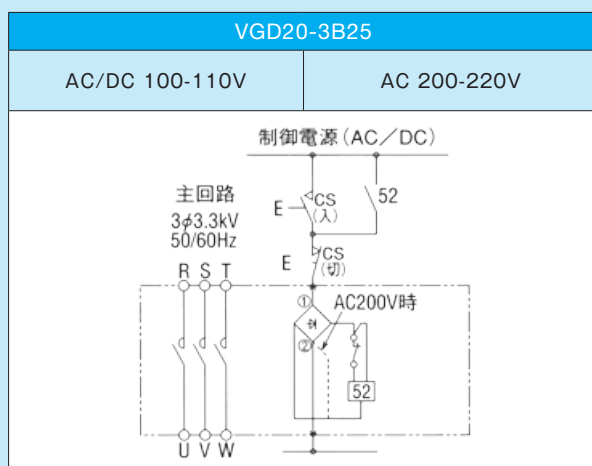 VGD20-3B25
AC/DC 100-110V
AC 200-220V
制御電源(AC/DC)
主回路
3φ3.3kV
50/60Hz
E
CS
(入)
52
E
CS
(切)
R S T
①
AC200V時
②
52
U V W